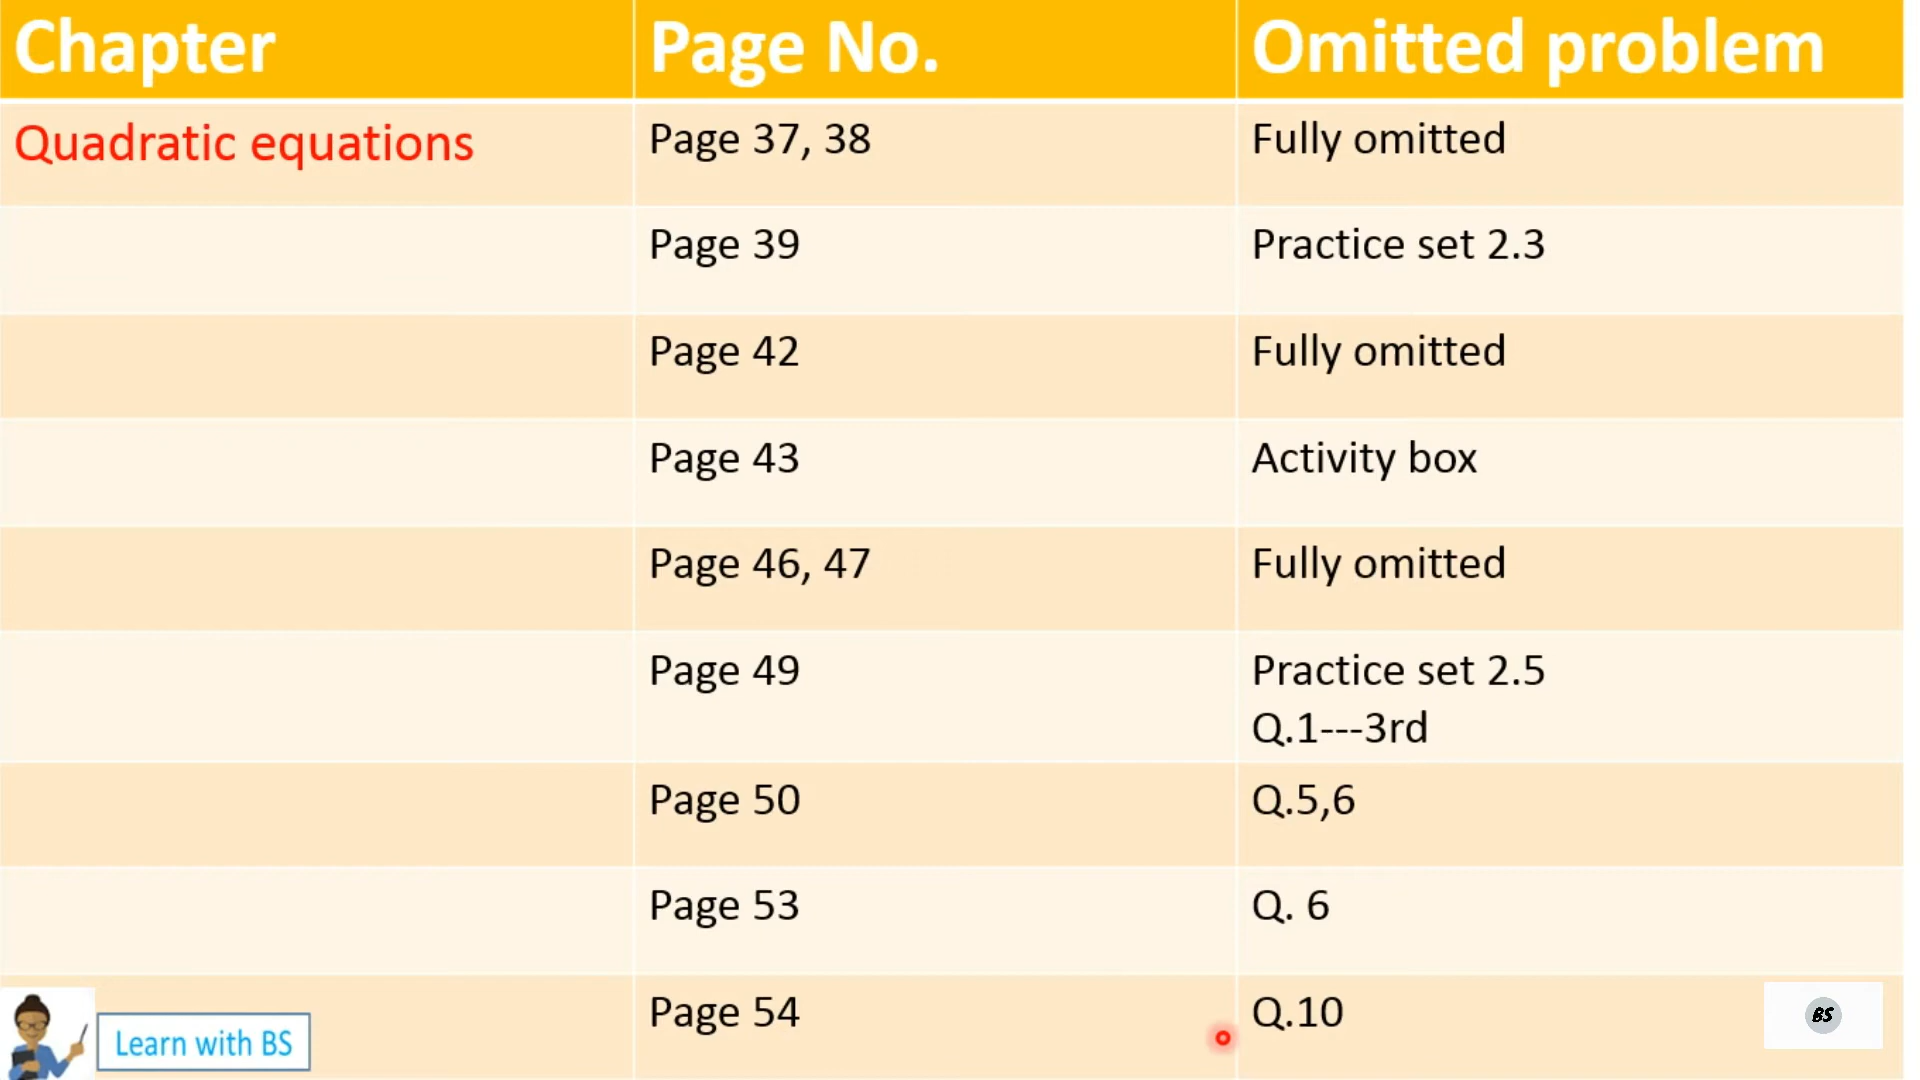 Chapter Page No. Omitted problem
Quadratic equations Page 37, 38 Fully omitted
Page 39 Practice set 2.3
Page 42 Fully omitted
Page 43 Activity box
Page 46, 47 Fully omitted
Page 49 Practice set 2.5
Q.1---3rd
Page 50 Q.5,6
Page 53 Q. 6
Page 54 Q.10
Learn with BS
BS